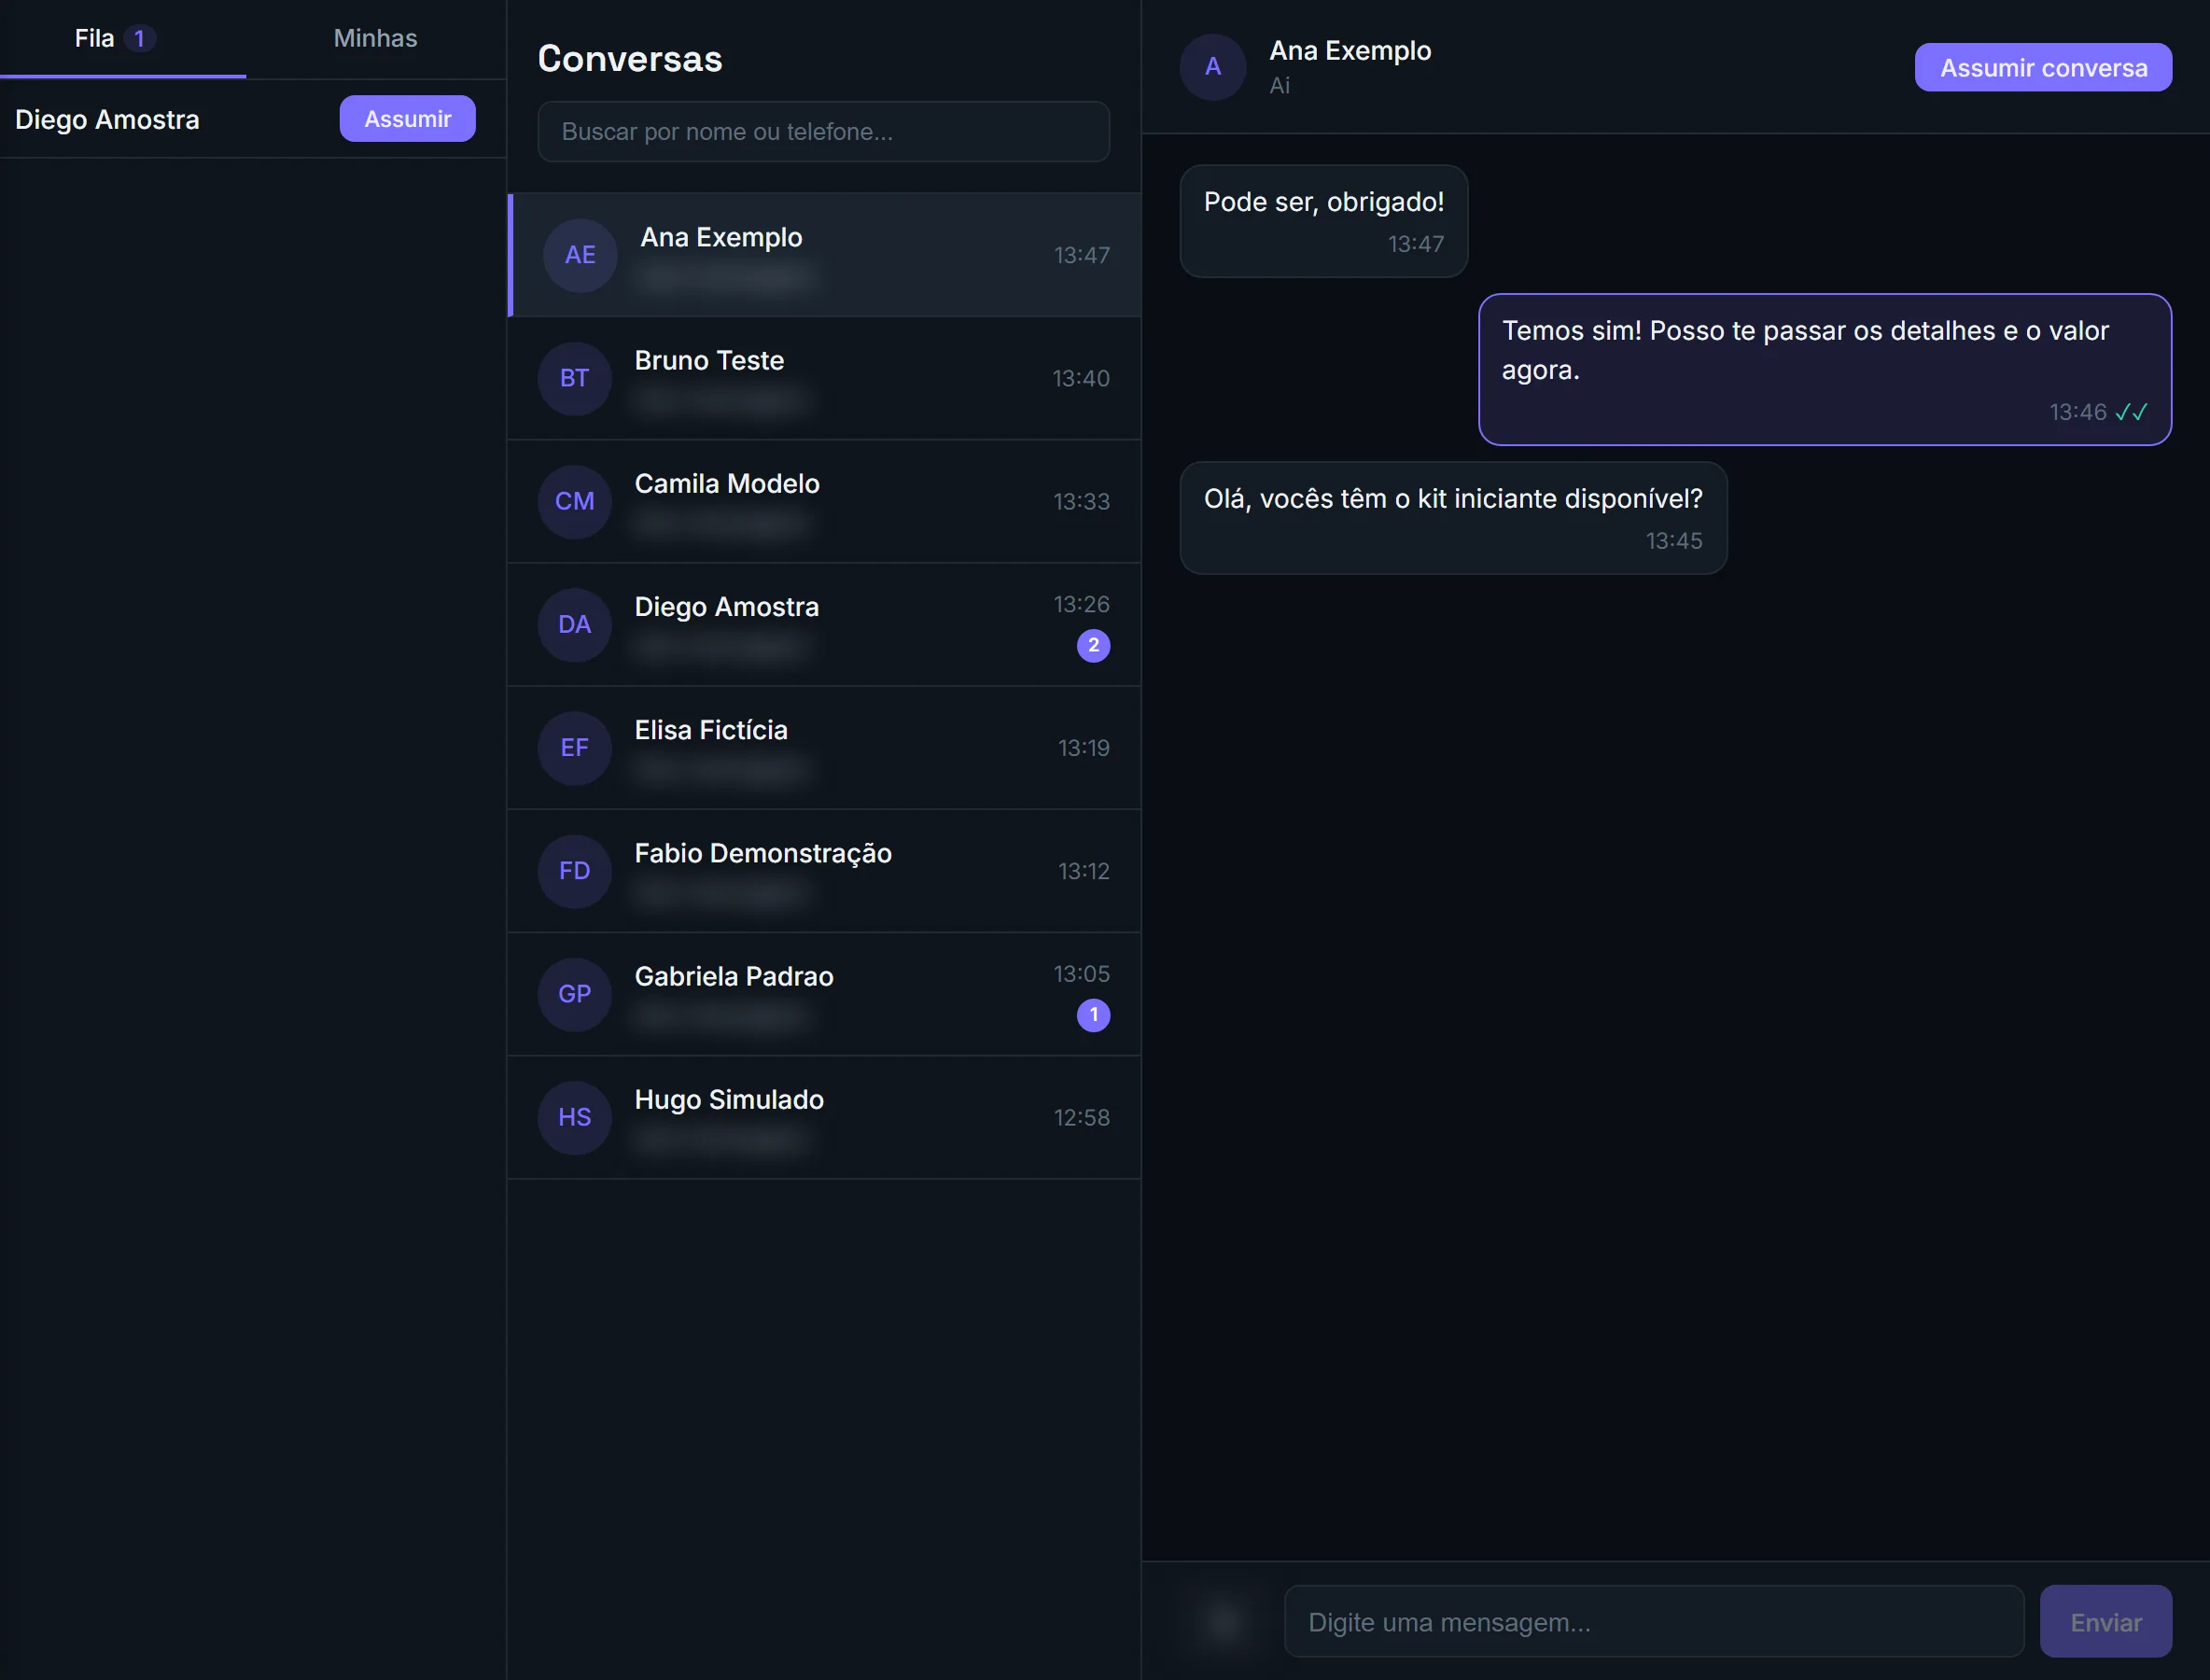 Fila 1
Minhas
Diego Amostra
Assumir
Conversas
Buscar por nome ou telefone...
AE
Ana Exemplo
13:47
BT
Bruno Teste
13:40
CM
Camila Modelo
13:33
DA
Diego Amostra
13:26
2
EF
Elisa Fictícia
13:19
FD
Fabio Demonstração
13:12
GP
Gabriela Padrao
13:05
1
HS
Hugo Simulado
12:58
A
Ana Exemplo
Ai
Assumir conversa
Pode ser, obrigado!
13:47
Temos sim! Posso te passar os detalhes e o valor
agora.
13:46 ✓✓
Olá, vocês têm o kit iniciante disponível?
13:45
Digite uma mensagem...
Enviar